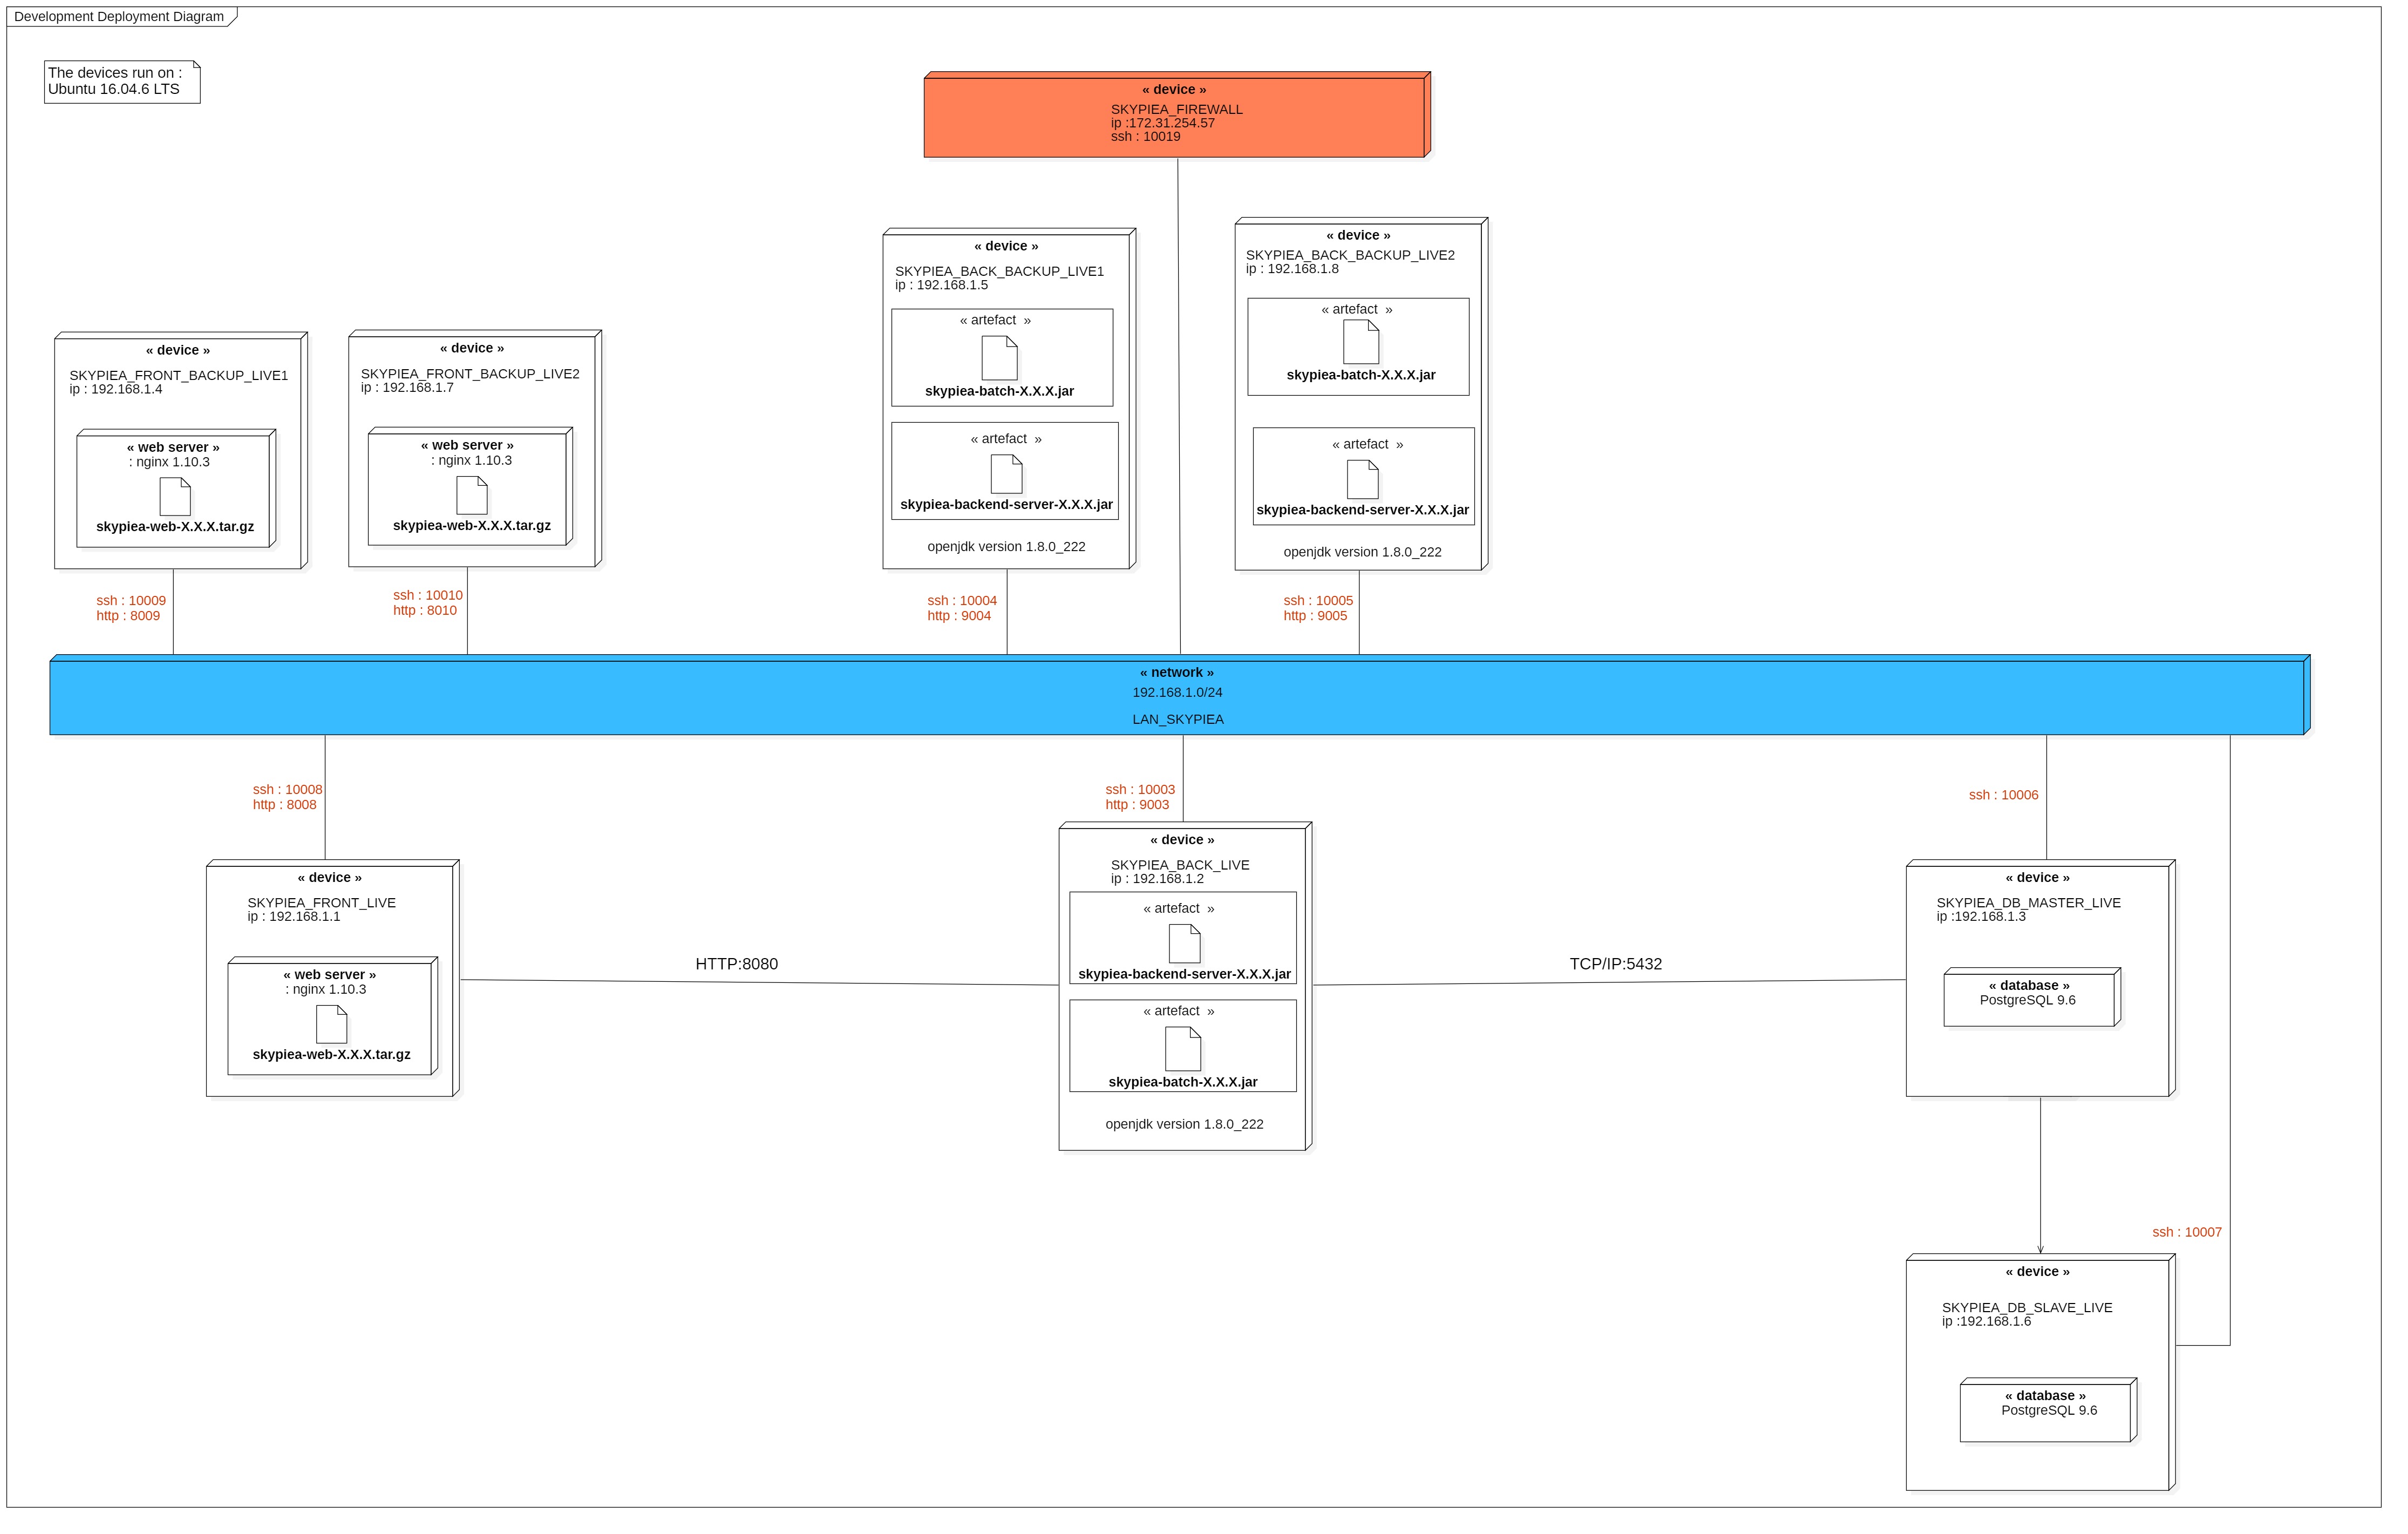 Development Deployment Diagram
The devices run on :
Ubuntu 16.04.6 LTS
« device »
SKYPIEA_FIREWALL
ip :172.31.254.57
ssh : 10019
« device »
SKYPIEA_FRONT_BACKUP_LIVE1
ip : 192.168.1.4
« web server »
: nginx 1.10.3
skypiea-web-X.X.X.tar.gz
ssh : 10009
http : 8009
« device »
SKYPIEA_FRONT_BACKUP_LIVE2
ip : 192.168.1.7
« web server »
: nginx 1.10.3
skypiea-web-X.X.X.tar.gz
ssh : 10010
http : 8010
« device »
SKYPIEA_BACK_BACKUP_LIVE1
ip : 192.168.1.5
« artefact  »
skypiea-batch-X.X.X.jar
« artefact  »
skypiea-backend-server-X.X.X.jar
openjdk version 1.8.0_222
ssh : 10004
http : 9004
« device »
SKYPIEA_BACK_BACKUP_LIVE2
ip : 192.168.1.8
« artefact  »
skypiea-batch-X.X.X.jar
« artefact  »
skypiea-backend-server-X.X.X.jar
openjdk version 1.8.0_222
ssh : 10005
http : 9005
« network »
192.168.1.0/24
LAN_SKYPIEA
ssh : 10008
http : 8008
« device »
SKYPIEA_FRONT_LIVE
ip : 192.168.1.1
« web server »
: nginx 1.10.3
skypiea-web-X.X.X.tar.gz
HTTP:8080
ssh : 10003
http : 9003
« device »
SKYPIEA_BACK_LIVE
ip : 192.168.1.2
« artefact  »
skypiea-backend-server-X.X.X.jar
« artefact  »
skypiea-batch-X.X.X.jar
openjdk version 1.8.0_222
TCP/IP:5432
ssh : 10006
« device »
SKYPIEA_DB_MASTER_LIVE
ip :192.168.1.3
« database »
PostgreSQL 9.6
ssh : 10007
« device »
SKYPIEA_DB_SLAVE_LIVE
ip :192.168.1.6
« database »
PostgreSQL 9.6